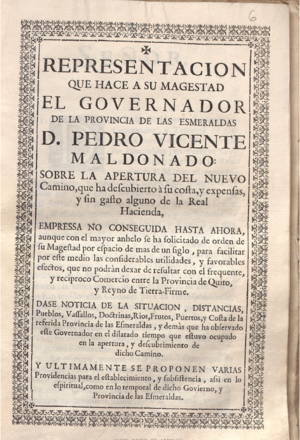 6
✠
REPRESENTACION
QUE HACE A SU MAGESTAD
EL GOVERNADOR
DE LA PROVINCIA DE LAS ESMERALDAS
D. PEDRO VICENTE
MALDONADO:
SOBRE LA APERTURA DEL NUEVO
Camino, que ha descubierto à su costa, y expensas,
y sin gasto alguno de la Real
Hacienda,
EMPRESSA NO CONSEGUIDA HASTA AHORA,
aunque con el mayor anhelo se ha solicitado de orden de
su Magestad por espacio de mas de un siglo, para facilitar
por este medio las considerables utilidades, y favorables
efectos, que no podràn dexar de resultar con el frequente,
y reciproco Comercio entre la Provincia de Quito,
y Reyno de Tierra-Firme.
DASE NOTICIA DE LA SITUACION, DISTANCIAS,
Pueblos, Vassallos, Doctrinas, Rios, Frutos, Puertos, y Costa de la
referida Provincia de las Esmeraldas, y demàs que ha observado
este Governador en el dilatado tiempo que estuvo ocupado
en la apertura, y descubrimiento de
dicho Camino.
Y ULTIMAMENTE SE PROPONEN VARIAS
Providencias para el establecimiento, y subsistencia, assi en lo
espiritual, como en lo temporal de dicho Govierno, y
Provincia de las Esmeraldas.